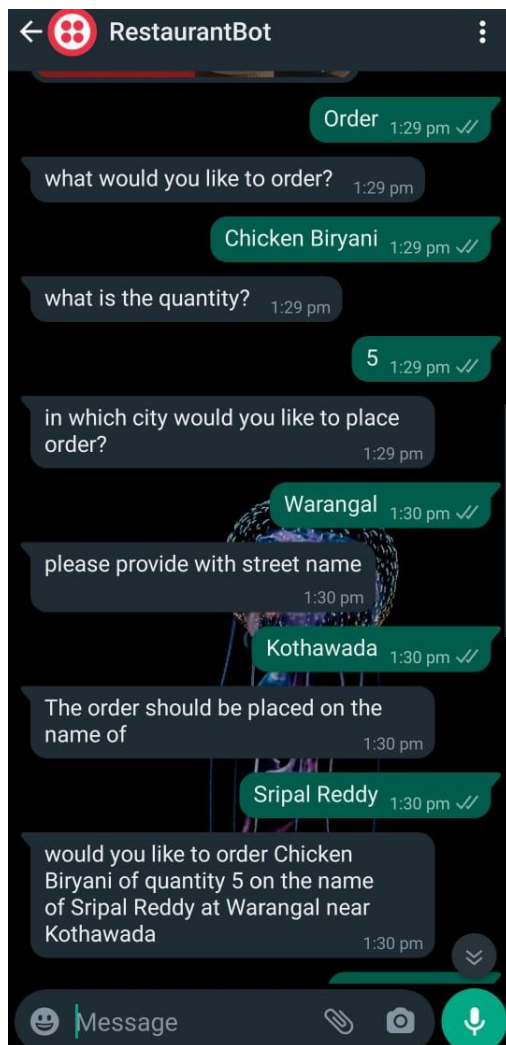 RestaurantBot
Order 1:29 pm
what would you like to order? 1:29 pm
Chicken Biryani 1:29 pm
what is the quantity? 1:29 pm
5 1:29 pm
in which city would you like to place
order? 1:29 pm
Warangal 1:30 pm
please provide with street name
1:30 pm
Kothawada 1:30 pm
The order should be placed on the
name of 1:30 pm
Sripal Reddy 1:30 pm
would you like to order Chicken
Biryani of quantity 5 on the name
of Sripal Reddy at Warangal near
Kothawada 1:30 pm
Message